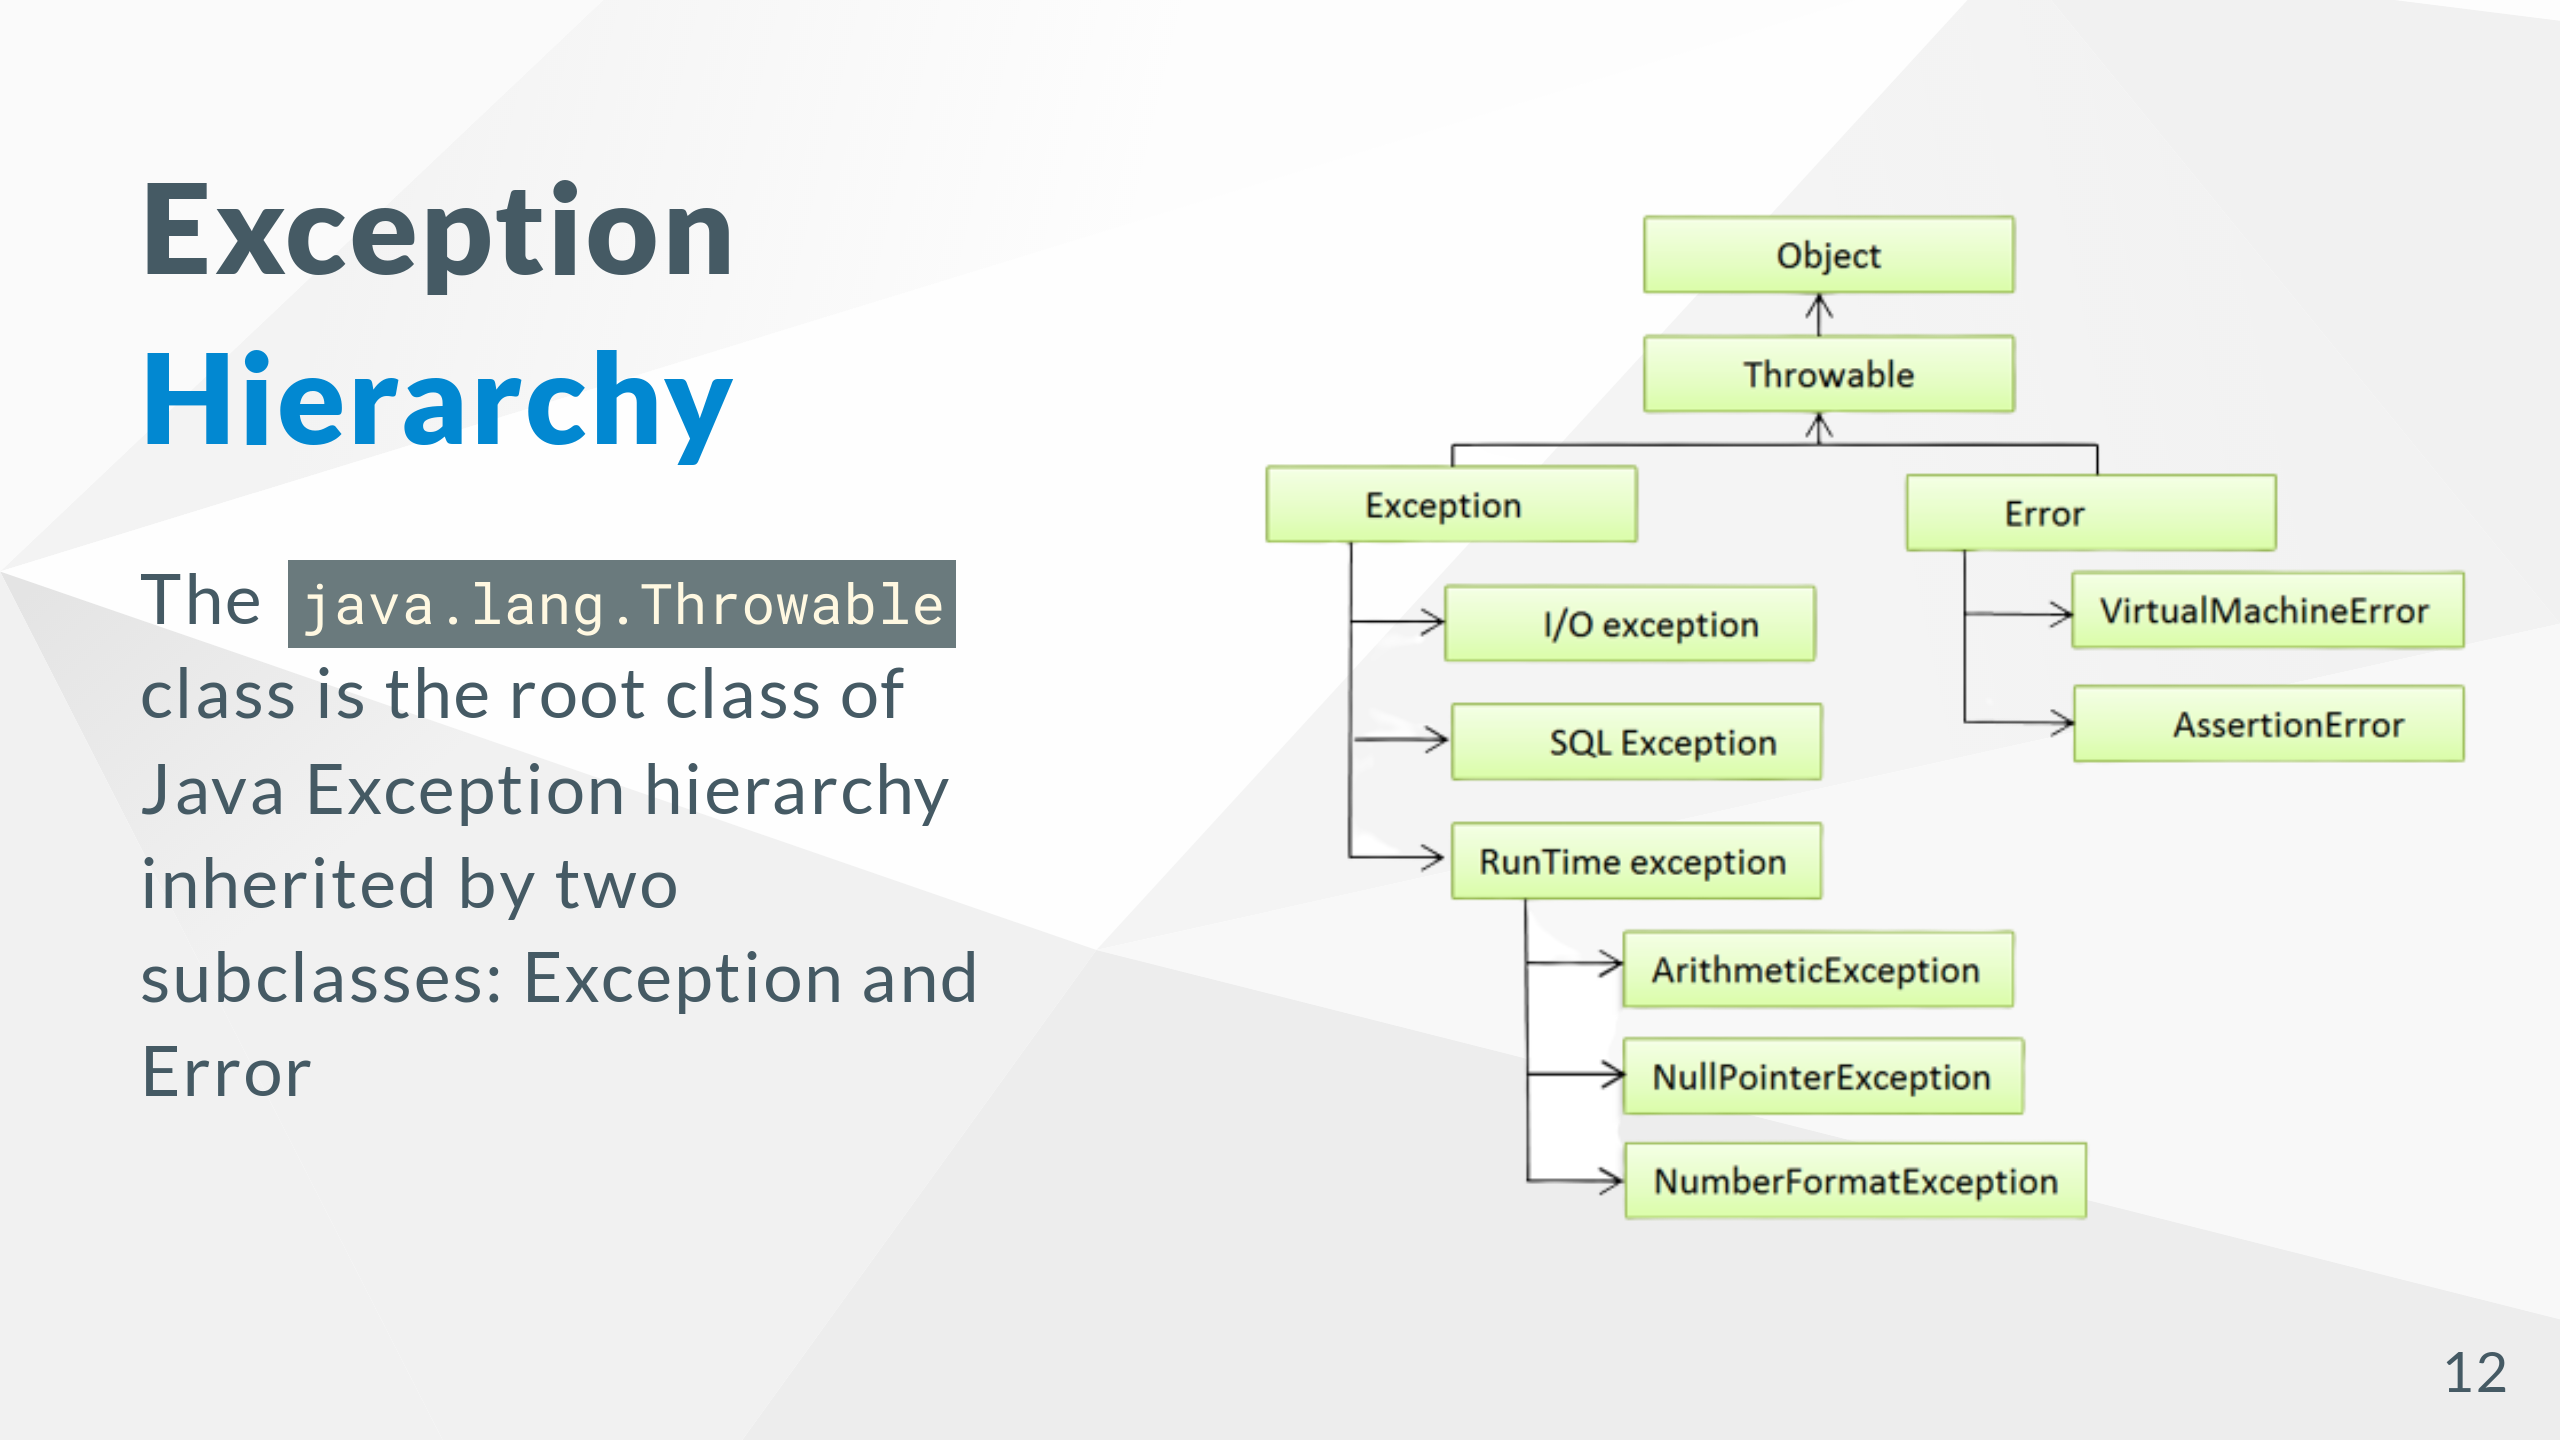 Exception
Hierarchy
The java.lang.Throwable
class is the root class of
Java Exception hierarchy
inherited by two
subclasses: Exception and
Error
Object
Throwable
Exception
Error
I/O exception
VirtualMachineError
SQL Exception
AssertionError
RunTime exception
ArithmeticException
NullPointerException
NumberFormatException
12